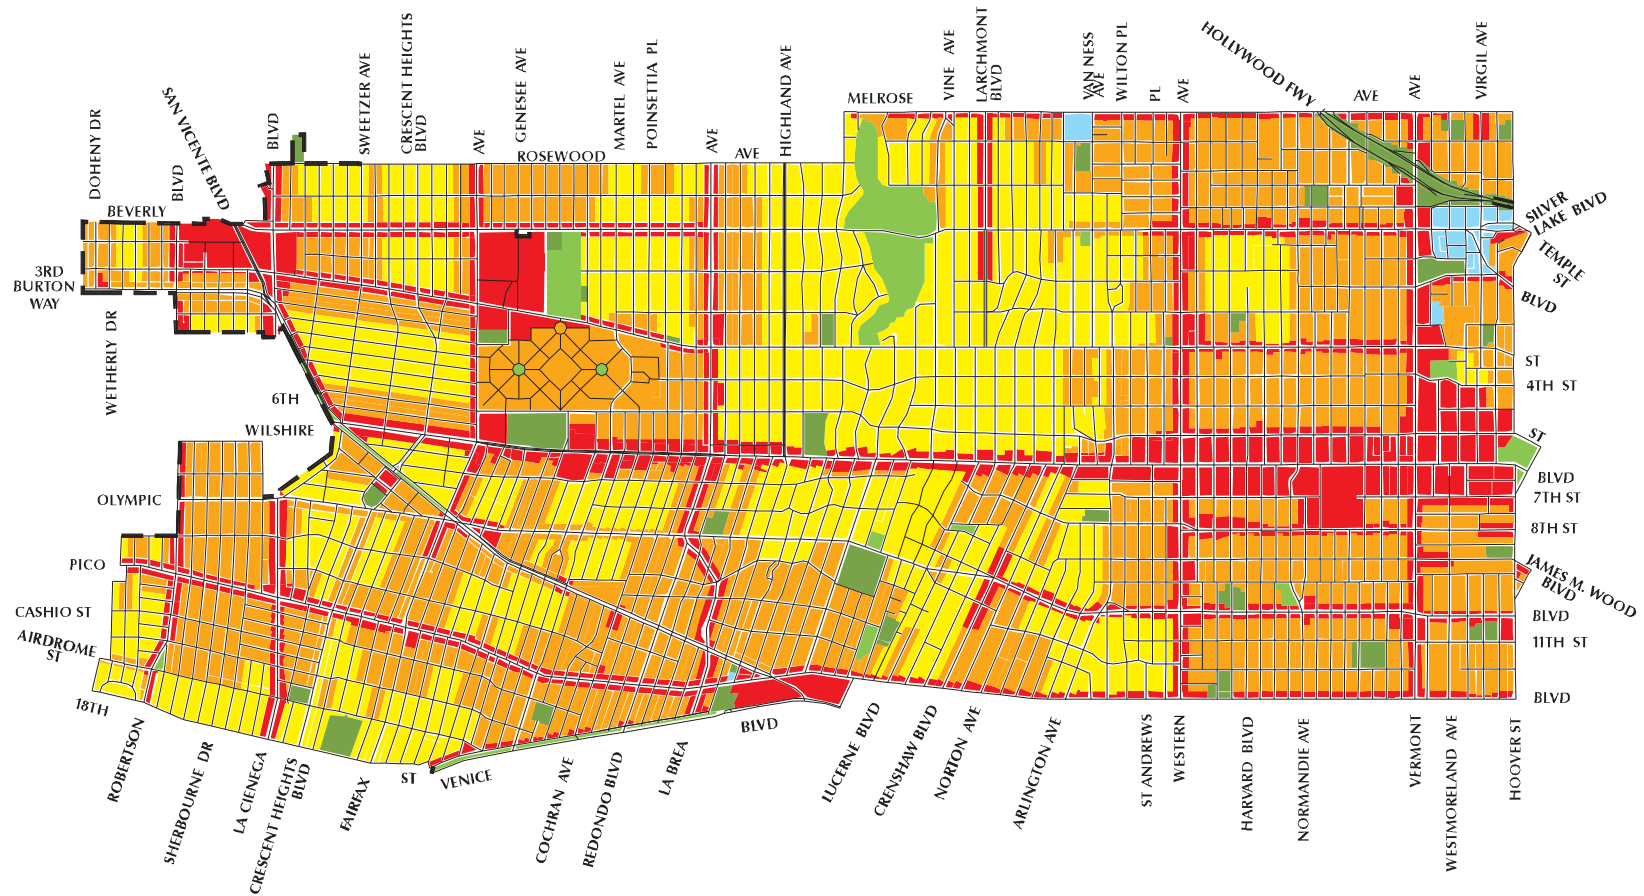 DOHENY DR
BLVD
SAN VICENTE BLVD
BLVD
SWEETZER AVE
CRESCENT HEIGHTS
BLVD
AVE
GENESEE AVE
MARTEL AVE
POINSETTIA PL
AVE
HIGHLAND AVE
VINE AVE
LARCHMONT
BLVD
VAN NESS
AVE
WILTON PL
PL
AVE
HOLLYWOOD FWY
AVE
AVE
VIRGIL AVE
MELROSE
ROSEWOOD
AVE
BEVERLY
3RD
BURTON
WAY
WETHERLY DR
6TH
WILSHIRE
OLYMPIC
PICO
CASHIO ST
AIRDROME
ST
18TH
SILVER
LAKE BLVD
TEMPLE
ST
BLVD
ST
4TH ST
ST
BLVD
7TH ST
8TH ST
JAMES M. WOOD
BLVD
BLVD
11TH ST
BLVD
ROBERTSON
SHERBOURNE DR
LA CIENEGA
CRESCENT HEIGHTS
BLVD
FAIRFAX
ST
VENICE
COCHRAN AVE
REDONDO BLVD
LA BREA
BLVD
LUCERNE BLVD
CRENSHAW BLVD
NORTON AVE
ARLINGTON AVE
ST ANDREWS
WESTERN
HARVARD BLVD
NORMANDIE AVE
VERMONT
WESTMORELAND AVE
HOOVER ST